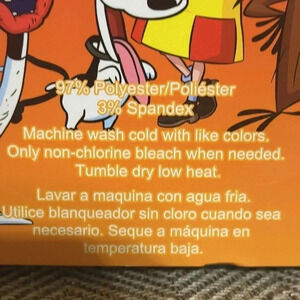 97% Polyester/Poliéster
3% Spandex
Machine wash cold with like colors.
Only non-chlorine bleach when needed.
Tumble dry low heat.
Lavar a maquina con agua fria.
Utilice blanqueador sin cloro cuando sea
necesario. Seque a máquina en
temperatura baja.